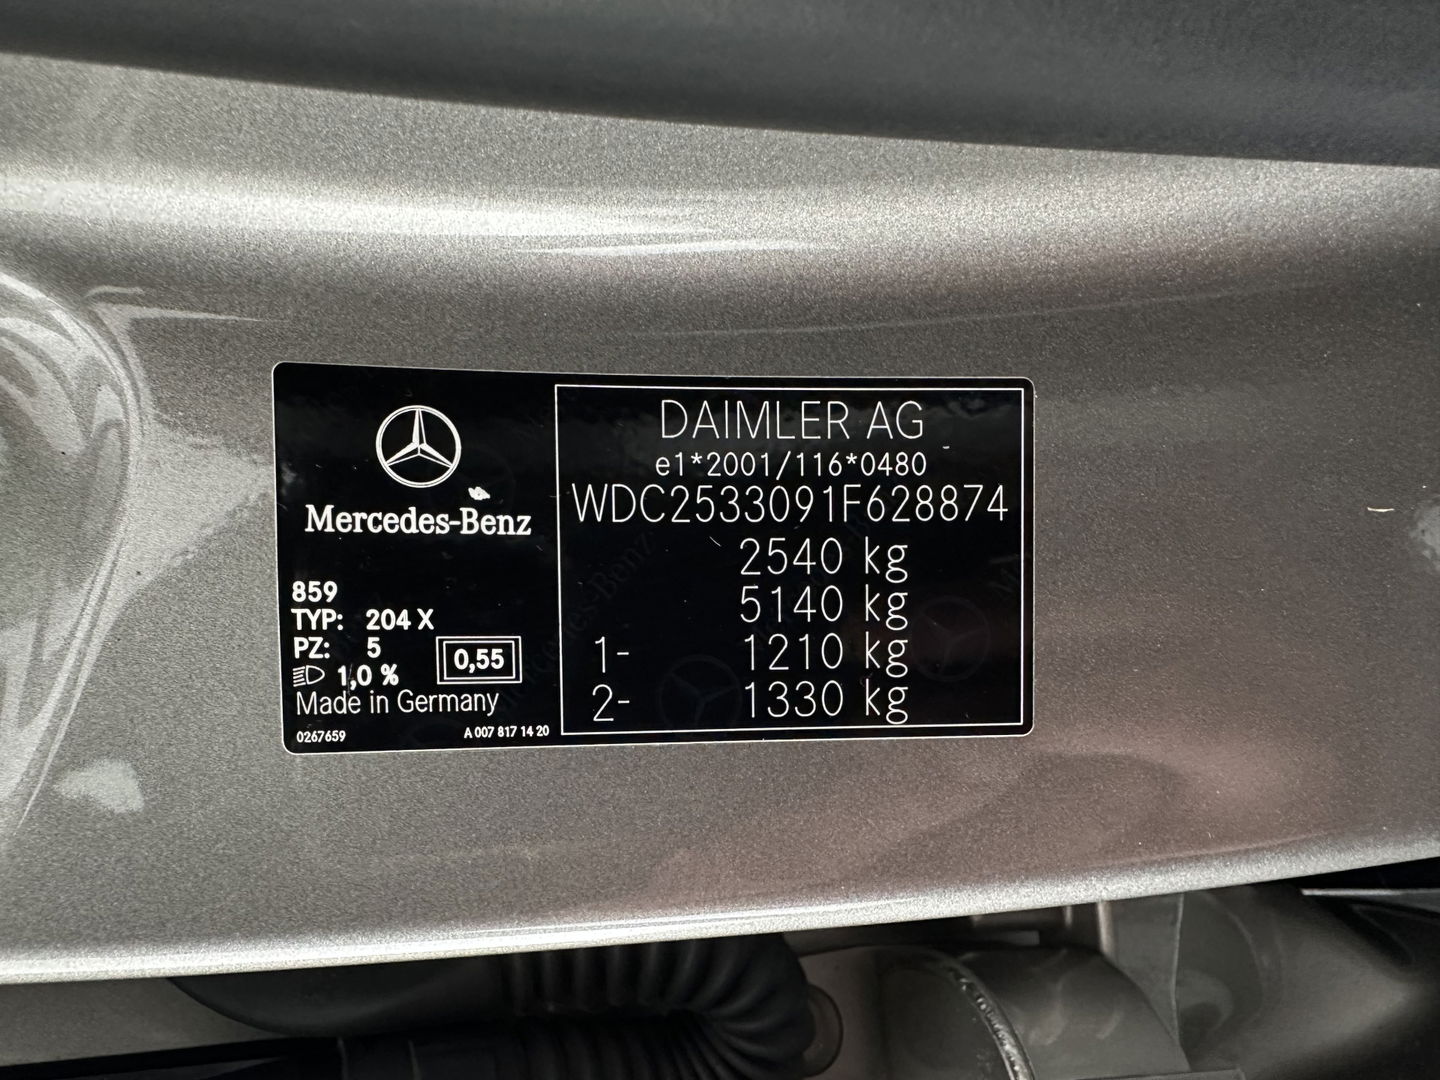 Mercedes-Benz
859
TYP: 204 X
PZ: 5
1,0 %
0,55
Made in Germany
0267659
A 007 817 14 20
DAIMLER AG
e1*2001/116*0480
WDC2533091F628874
2540 kg
5140 kg
1- 1210 kg
2- 1330 kg